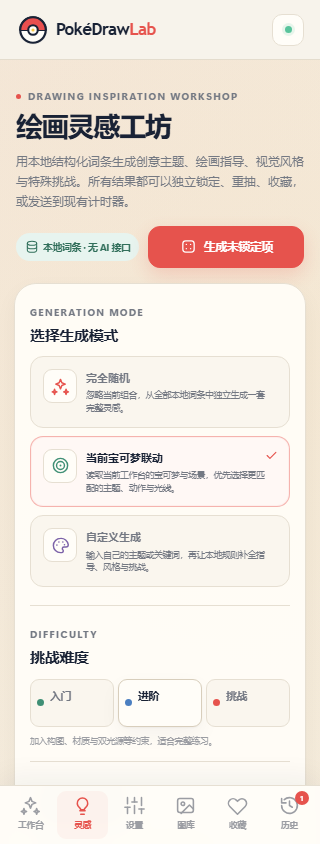 PokéDrawLab
DRAWING INSPIRATION WORKSHOP
绘画灵感工坊
用本地结构化词条生成创意主题、绘画指导、视觉风格
与特殊挑战。所有结果都可以独立锁定、重抽、收藏，
或发送到现有计时器。
本地词条 · 无 AI 接口
生成未锁定项
GENERATION MODE
选择生成模式
完全随机
忽略当前组合，从全部本地词条中独立生成一套
完整灵感。
当前宝可梦联动
读取当前工作台的宝可梦与场景，优先选择更匹
配的主题、动作与光线。
自定义生成
输入自己的主题或关键词，再让本地规则补全指
导、风格与挑战。
DIFFICULTY
挑战难度
入门
进阶
挑战
加入构图、材质与双光源等约束，适合完整练习。
工作台
灵感
设置
图库
收藏
1
历史